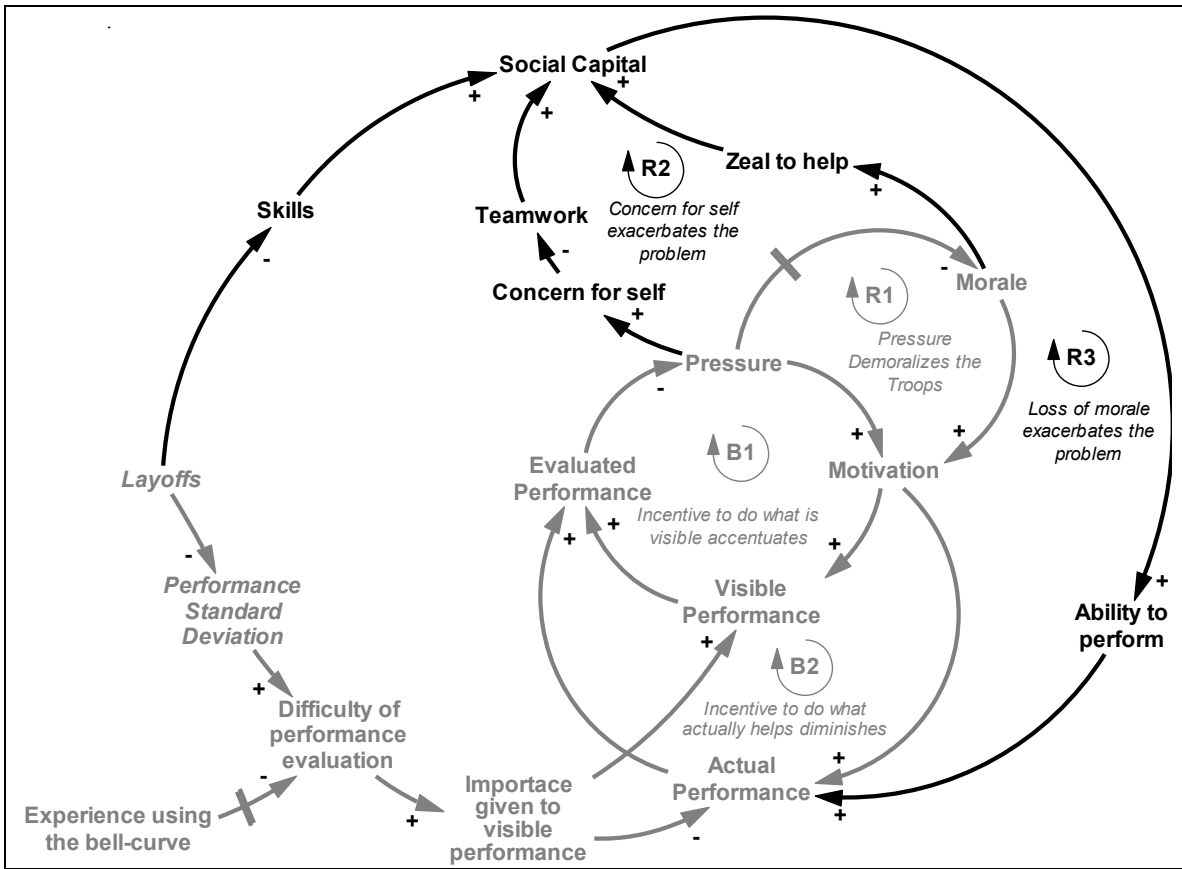 Social Capital
+
+
+
Zeal to help
+
R2
Concern for self
exacerbates the
problem
Skills
-
Teamwork
-
Concern for self
+
-
Morale
R1
Pressure
Demoralizes the
Troops
Pressure
-
R3
Loss of morale
exacerbates the
problem
+
+
B1
Motivation
Evaluated
Performance
Incentive to do what is
visible accentuates
+
+
+
Layoffs
-
Performance
Standard
Deviation
+
Visible
Performance
+
+
Ability to
perform
B2
Incentive to do what
actually helps diminishes
Difficulty of
performance
evaluation
-
Experience using
the bell-curve
+
Importace
given to
visible
performance
-
Actual
Performance
+
+